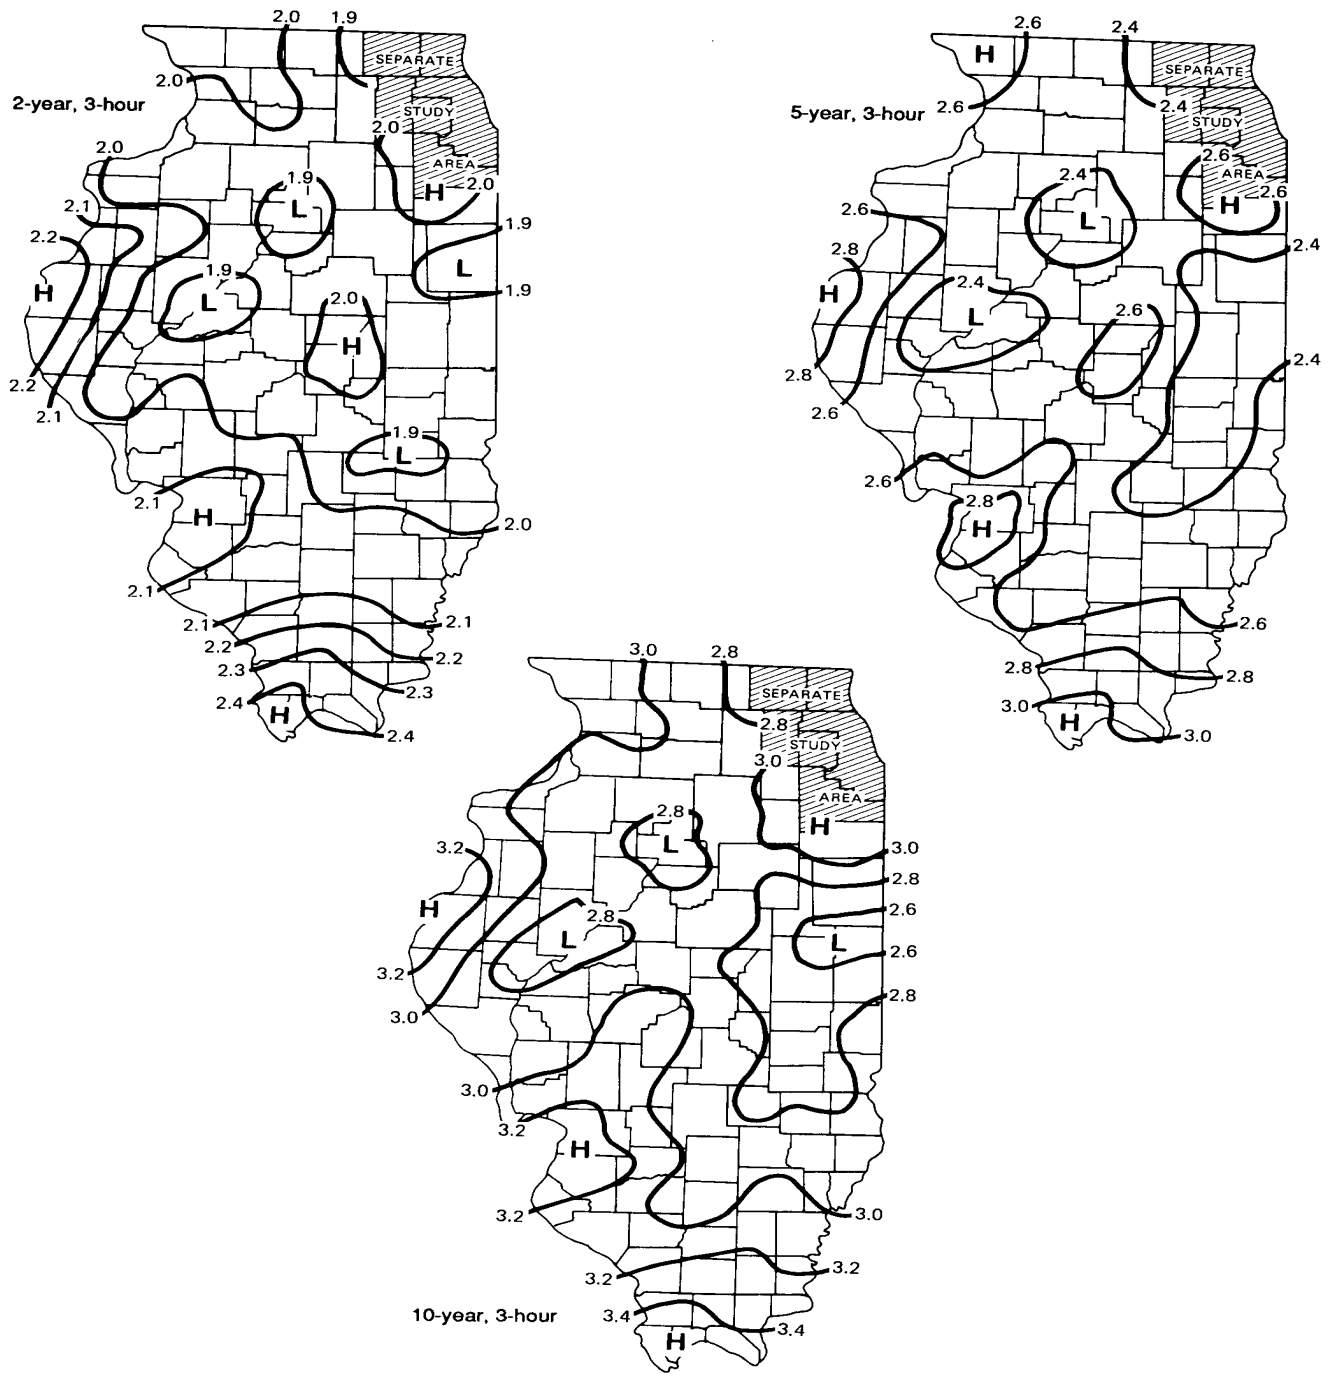 2.0 1.9
SEPARATE
2.0
2-year, 3-hour
STUDY
2.0
2.0
AREA
1.9
H
2.0
L
2.1
1.9
2.2
L
1.9
H
1.9
L
2.0
H
2.2
2.1
1.9
L
2.1
H
2.0
2.1
2.1
2.1
2.2
2.2
2.3
2.3
2.4
H
2.4
2.6 2.4
H
SEPARATE
2.6
2.4
5-year, 3-hour
STUDY
2.6
AREA
2.4
2.6
H
2.6
L
2.4
2.8
H
2.4
L
2.6
2.4
2.8
2.6
2.6
2.8
H
2.6
2.8
2.8
3.0
H
3.0
3.0 2.8
SEPARATE
2.8
STUDY
3.0
AREA
2.8
H
L
3.2
3.0
2.8
H
2.8
2.6
L
L
2.6
3.2
2.8
3.0
3.0
3.2
H
3.2
3.0
3.2
3.2
10-year, 3-hour
3.4
3.4
H